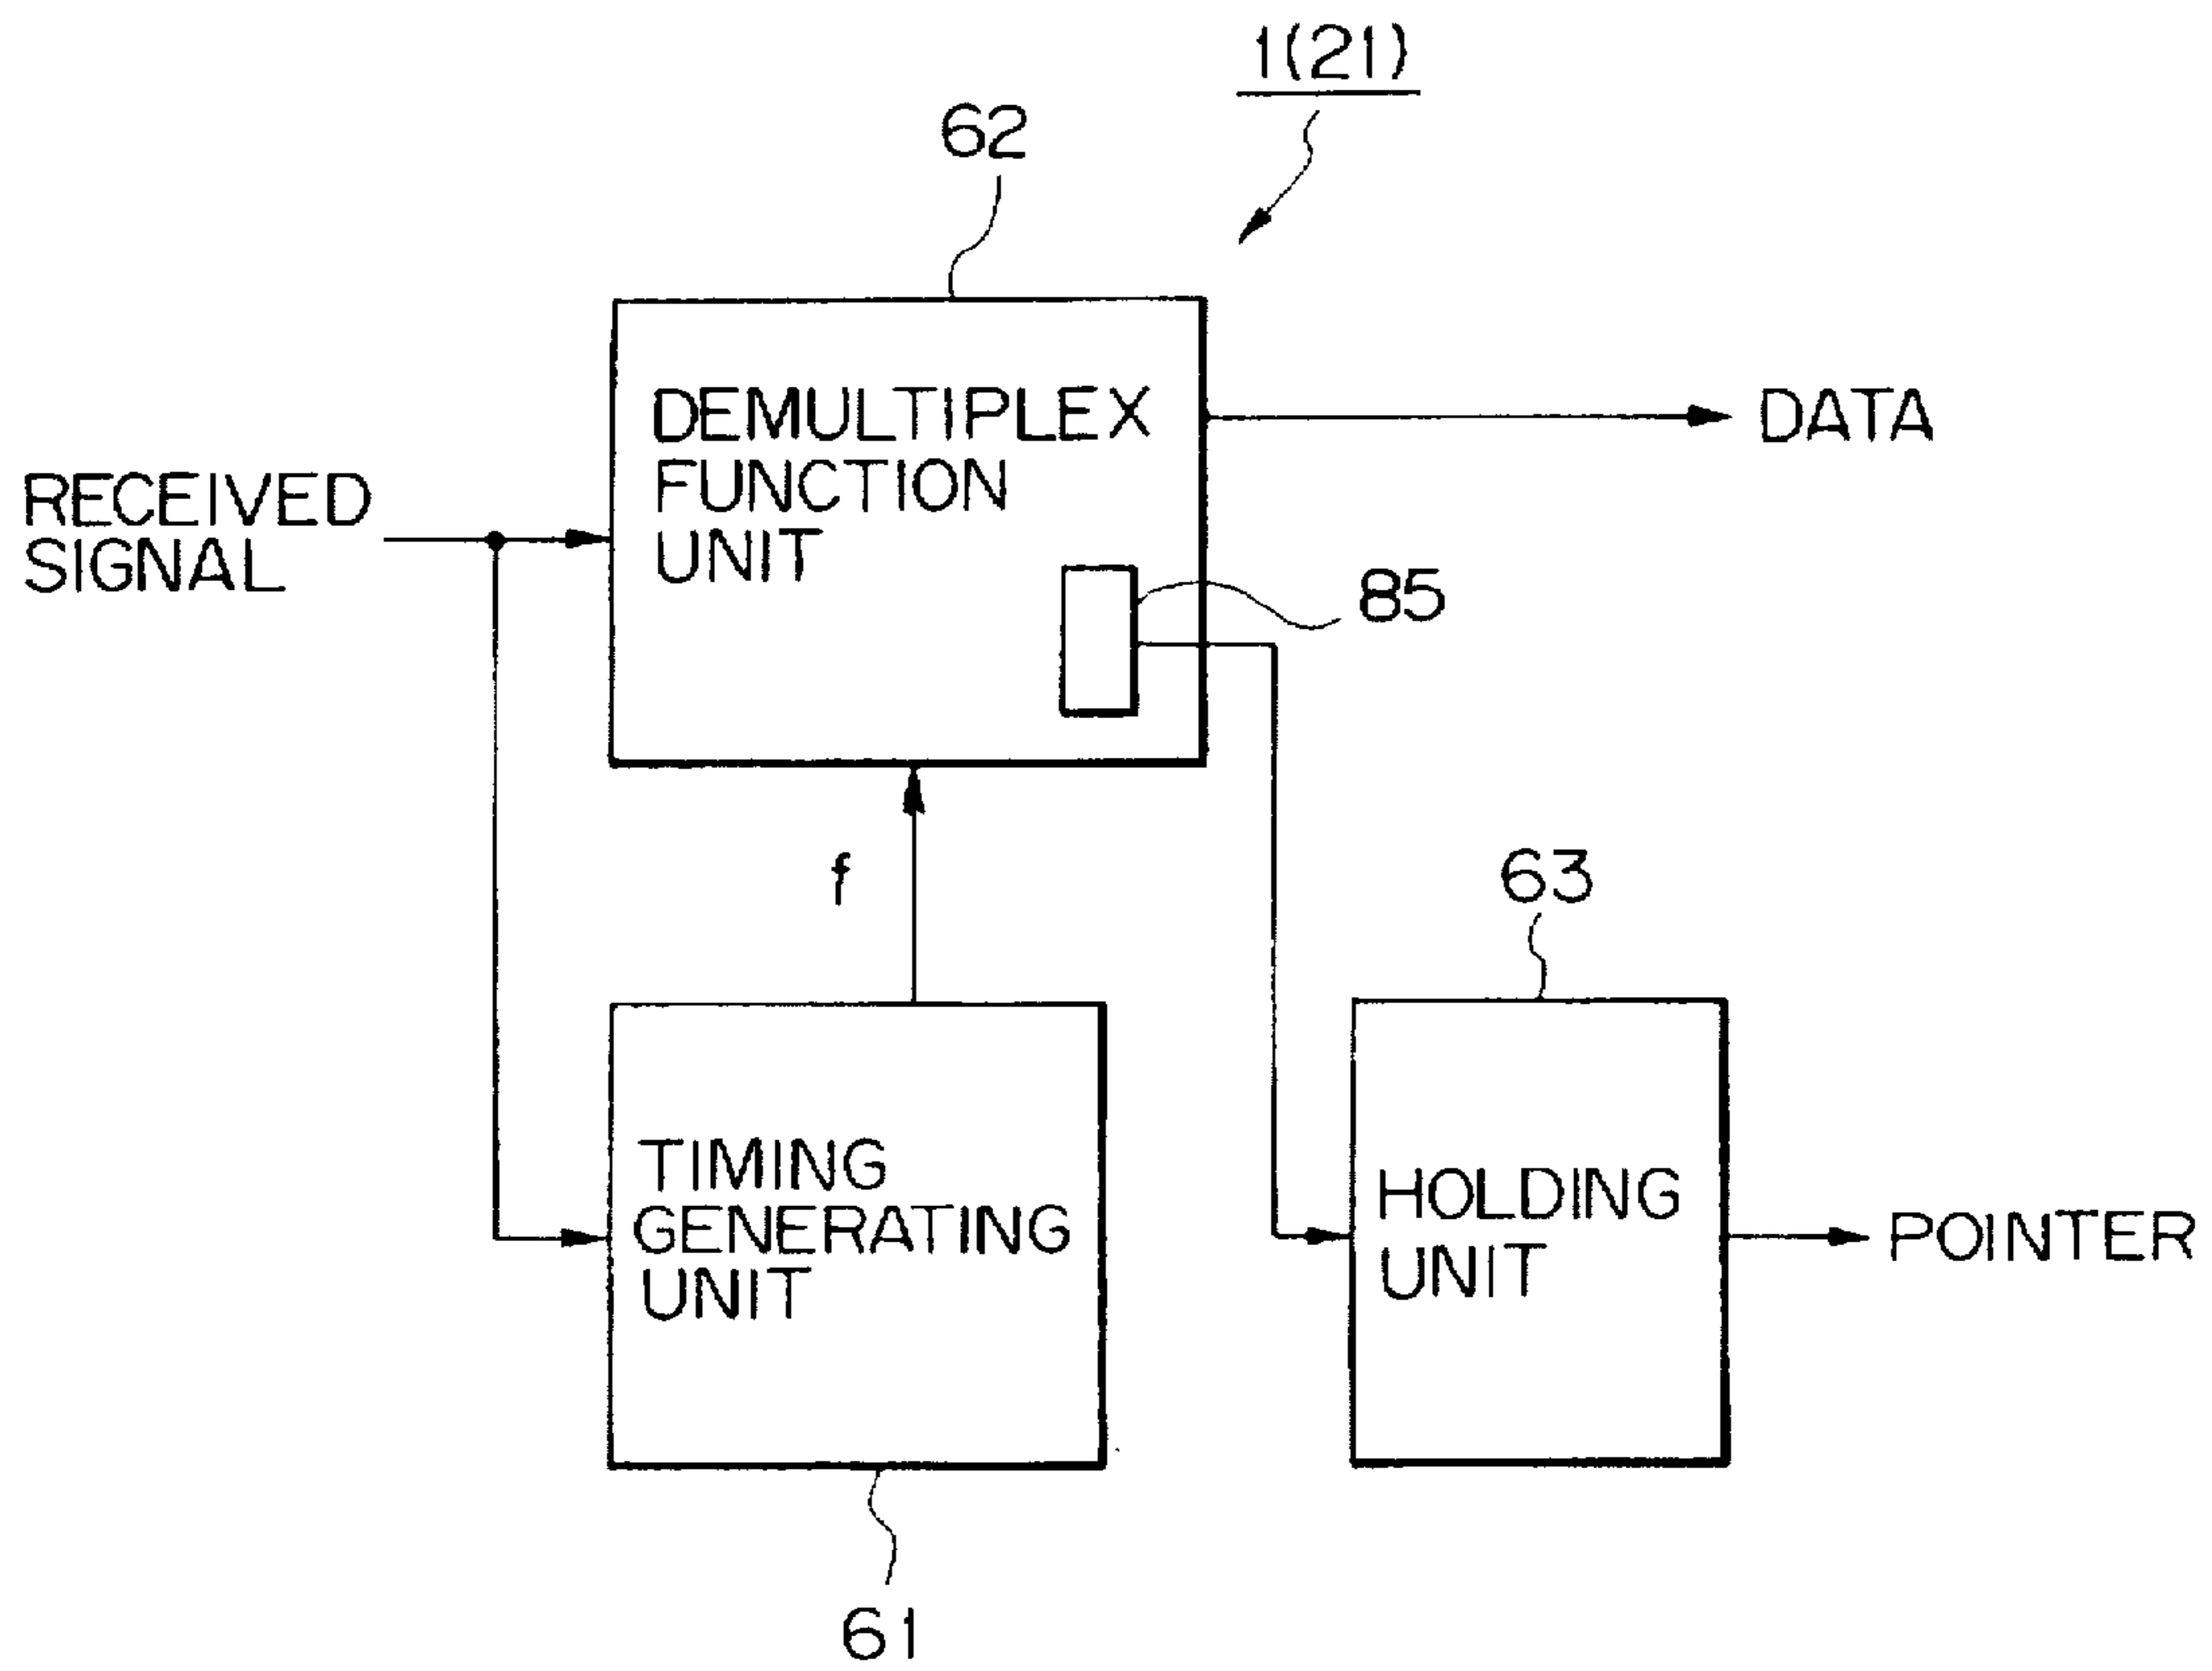 1(21)
62
DEMULTIPLEX
FUNCTION
UNIT
DATA
RECEIVED
SIGNAL
85
f
63
TIMING
GENERATING
UNIT
HOLDING
UNIT
POINTER
61